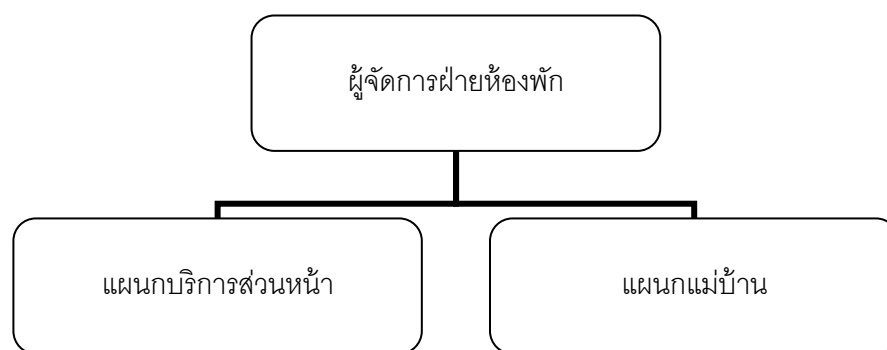 ผู้จัดการฝ่ายห้องพัก
แผนกบริการส่วนหน้า
แผนกแม่บ้าน